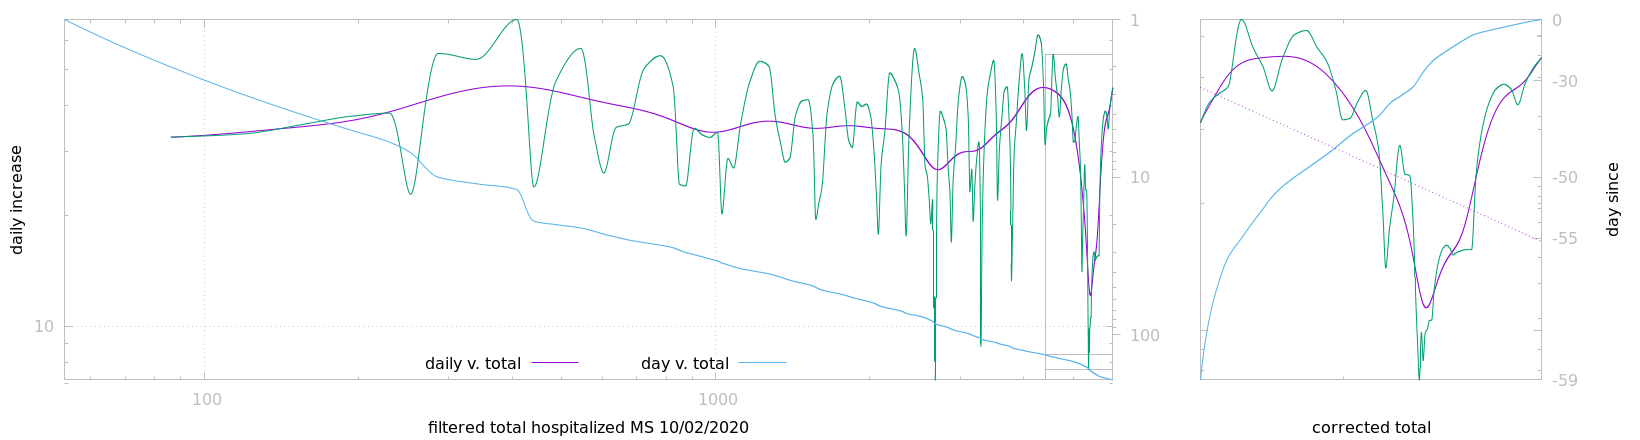 1
0
-30
daily increase
10
-50
day since
-55
10
100
daily v. total
day v. total
-59
100
1000
filtered total hospitalized MS 10/02/2020
corrected total